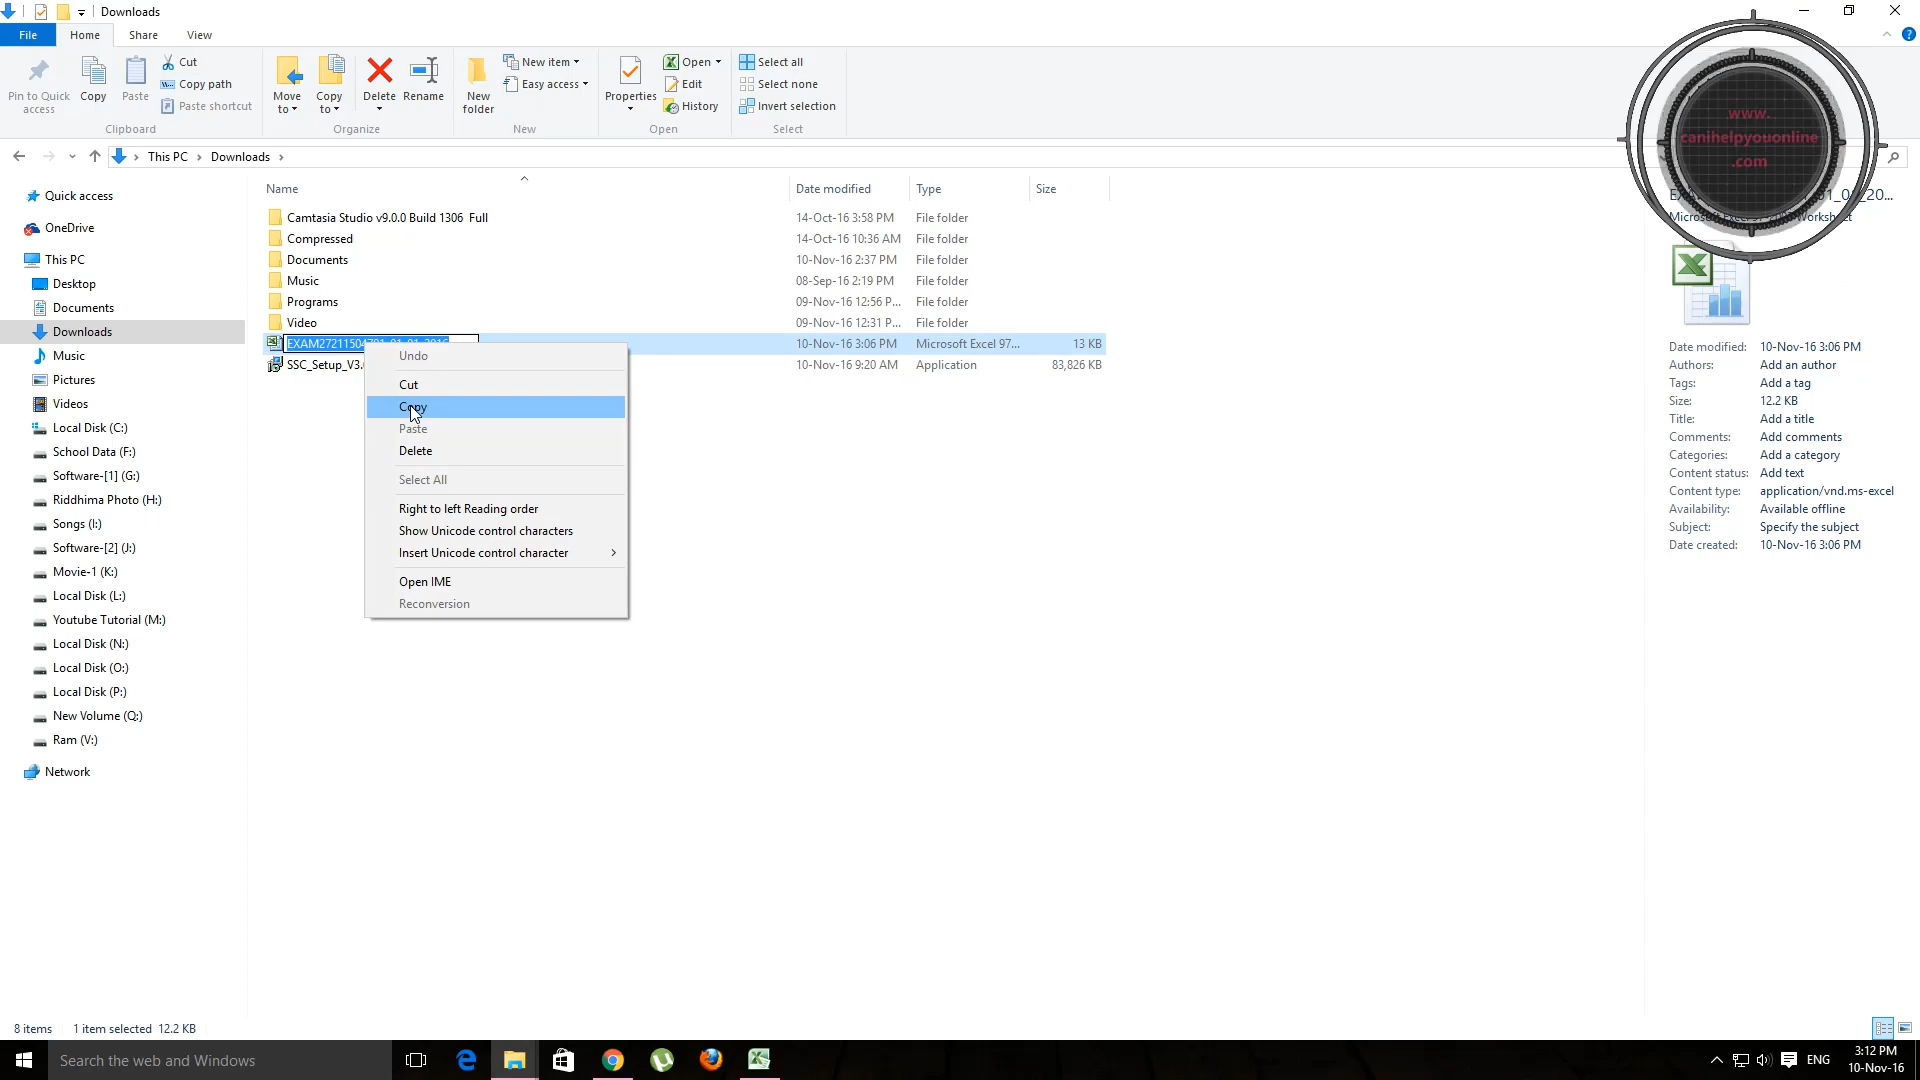 Downloads
File Home Share View
Pin to Quick access
Copy
Paste
Cut
Copy path
Paste shortcut
Clipboard
Move to
Copy to
Delete
Rename
Organize
New folder
New item
Easy access
New
Properties
Open
Edit
History
Open
Select all
Select none
Invert selection
Select
www.
canihelpyouonline
.com
This PC Downloads
Name Date modified Type Size
Quick access
OneDrive
This PC
Desktop
Documents
Downloads
Music
Pictures
Videos
Local Disk (C:)
School Data (F:)
Software-[1] (G:)
Riddhima Photo (H:)
Songs (I:)
Software-[2] (J:)
Movie-1 (K:)
Local Disk (L:)
Youtube Tutorial (M:)
Local Disk (N:)
Local Disk (O:)
Local Disk (P:)
New Volume (Q:)
Ram (V:)
Network
Camtasia Studio v9.0.0 Build 1306 Full 14-Oct-16 3:58 PM File folder
Compressed 14-Oct-16 10:36 AM File folder
Documents 10-Nov-16 2:37 PM File folder
Music 08-Sep-16 2:19 PM File folder
Programs 09-Nov-16 12:56 P... File folder
Video 09-Nov-16 12:31 P... File folder
10-Nov-16 3:06 PM Microsoft Excel 97... 13 KB
SSC_Setup_V3. 10-Nov-16 9:20 AM Application 83,826 KB
Undo
Cut
Copy
Paste
Delete
Select All
Right to left Reading order
Show Unicode control characters
Insert Unicode control character
Open IME
Reconversion
Date modified: 10-Nov-16 3:06 PM
Authors: Add an author
Tags: Add a tag
Size: 12.2 KB
Title: Add a title
Comments: Add comments
Categories: Add a category
Content status: Add text
Content type: application/vnd.ms-excel
Availability: Available offline
Subject: Specify the subject
Date created: 10-Nov-16 3:06 PM
8 items 1 item selected 12.2 KB
Search the web and Windows
ENG
3:12 PM
10-Nov-16